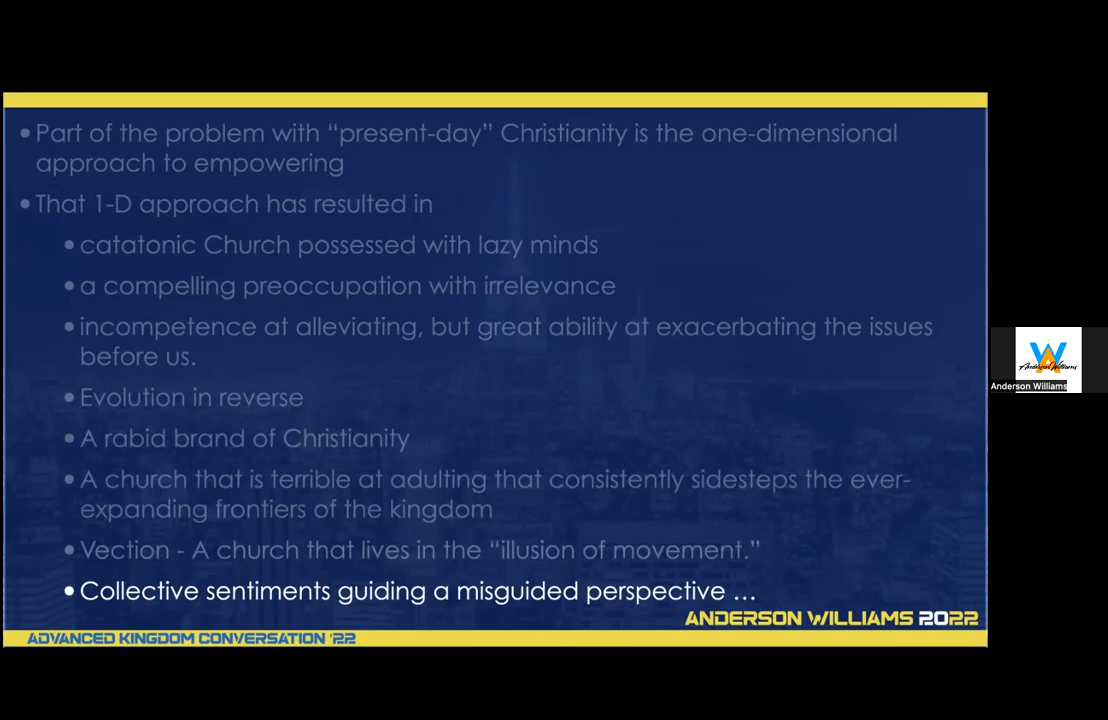 • Part of the problem with “present-day” Christianity is the one-dimensional
approach to empowering
• That 1-D approach has resulted in
• catatonic Church possessed with lazy minds
• a compelling preoccupation with irrelevance
• incompetence at alleviating, but great ability at exacerbating the issues
before us.
• Evolution in reverse
• A rabid brand of Christianity
• A church that is terrible at adulting that consistently sidesteps the ever-
expanding frontiers of the kingdom
• Vection - A church that lives in the “illusion of movement.”
• Collective sentiments guiding a misguided perspective …
ANDERSON WILLIAMS 2022
ADVANCED KINGDOM CONVERSATION '22
WA
Anderson Williams
Anderson Williams